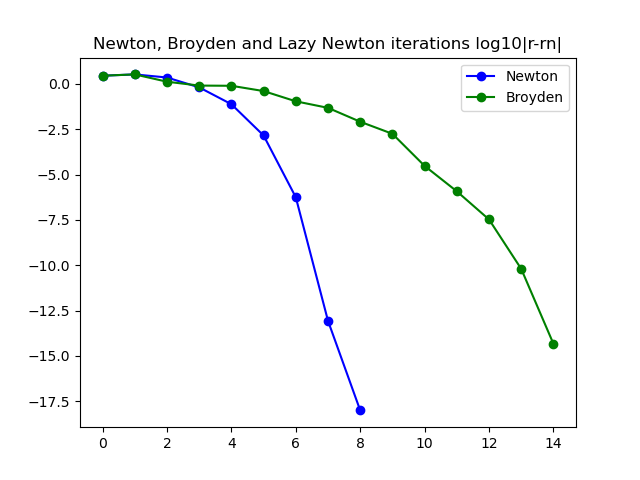 Newton, Broyden and Lazy Newton iterations log10|r-rn|
Newton
Broyden
0.0
−2.5
−5.0
−7.5
−10.0
−12.5
−15.0
−17.5
0 2 4 6 8 10 12 14